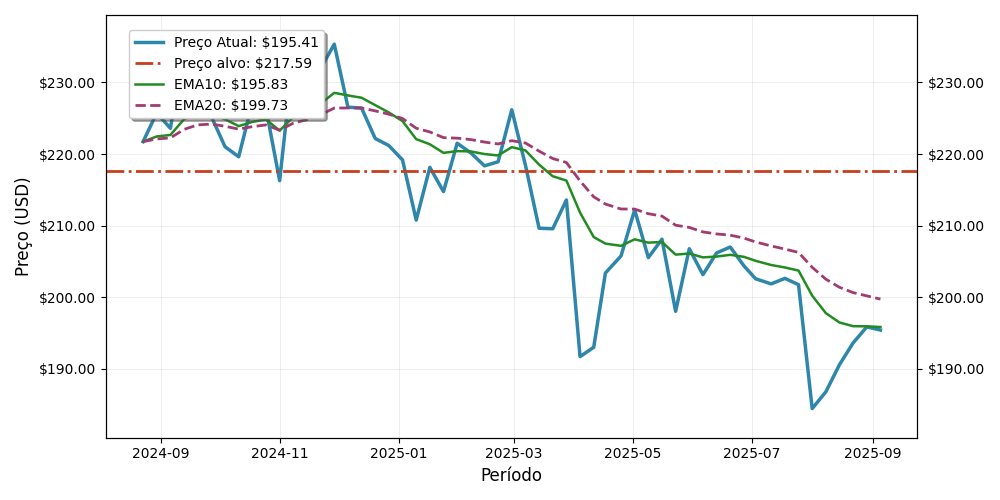 Preço Atual: $195.41
Preço alvo: $217.59
EMA10: $195.83
EMA20: $199.73
$230.00
$220.00
$210.00
$200.00
$190.00
$230.00
$220.00
$210.00
$200.00
$190.00
Preço (USD)
2024-09
2024-11
2025-01
2025-03
2025-05
2025-07
2025-09
Período